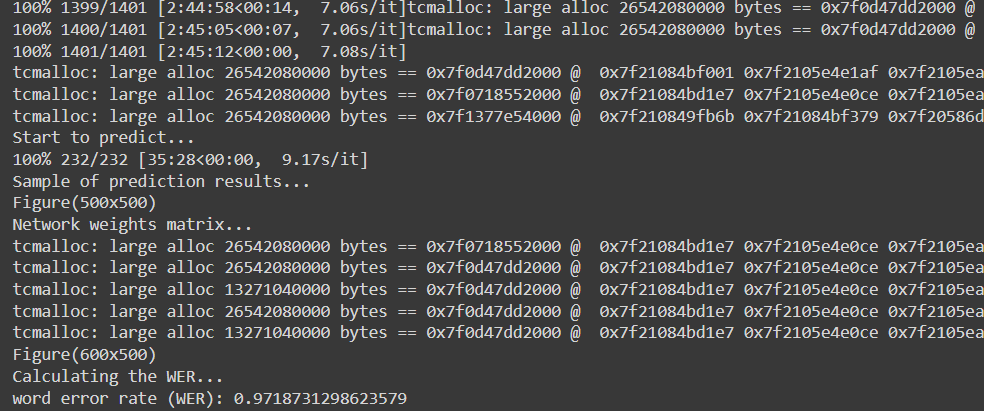 100% 1399/1401 [2:44:58<00:14,  7.06s/it]tcmalloc: large alloc 26542080000 bytes == 0x7f0d47dd2000 @
100% 1400/1401 [2:45:05<00:07,  7.06s/it]tcmalloc: large alloc 26542080000 bytes == 0x7f0d47dd2000 @
100% 1401/1401 [2:45:12<00:00,  7.08s/it]
tcmalloc: large alloc 26542080000 bytes == 0x7f0d47dd2000 @  0x7f21084bf001 0x7f2105e4e1af 0x7f2105ea
tcmalloc: large alloc 26542080000 bytes == 0x7f0718552000 @  0x7f21084bd1e7 0x7f2105e4e0ce 0x7f2105ea
tcmalloc: large alloc 26542080000 bytes == 0x7f1377e54000 @  0x7f210849fb6b 0x7f21084bf379 0x7f20586d
Start to predict...
100% 232/232 [35:28<00:00,  9.17s/it]
Sample of prediction results...
Figure(500x500)
Network weights matrix...
tcmalloc: large alloc 26542080000 bytes == 0x7f0718552000 @  0x7f21084bd1e7 0x7f2105e4e0ce 0x7f2105ea
tcmalloc: large alloc 26542080000 bytes == 0x7f0d47dd2000 @  0x7f21084bd1e7 0x7f2105e4e0ce 0x7f2105ea
tcmalloc: large alloc 13271040000 bytes == 0x7f0d47dd2000 @  0x7f21084bd1e7 0x7f2105e4e0ce 0x7f2105ea
tcmalloc: large alloc 26542080000 bytes == 0x7f0d47dd2000 @  0x7f21084bd1e7 0x7f2105e4e0ce 0x7f2105ea
tcmalloc: large alloc 13271040000 bytes == 0x7f0d47dd2000 @  0x7f21084bd1e7 0x7f2105e4e0ce 0x7f2105ea
Figure(600x500)
Calculating the WER...
word error rate (WER): 0.9718731298623579